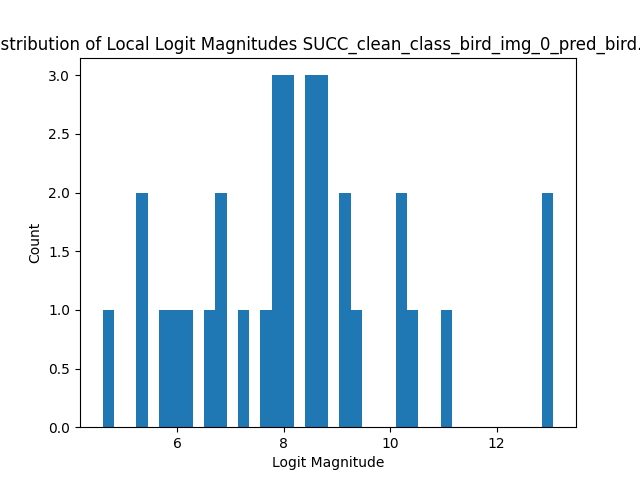 stribution of Local Logit Magnitudes SUCC_clean_class_bird_img_0_pred_bird.
3.0
2.5
2.0
1.5
1.0
0.5
0.0
Count
6 8 10 12
Logit Magnitude